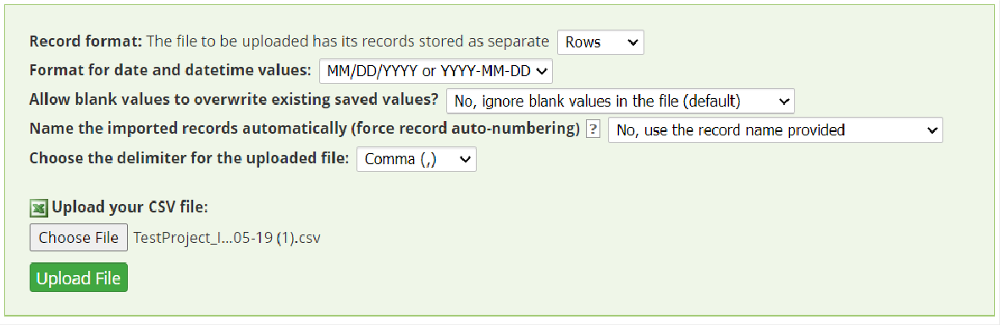 Record format: The file to be uploaded has its records stored as separate Rows
Format for date and datetime values: MM/DD/YYYY or YYYY-MM-DD
Allow blank values to overwrite existing saved values? No, ignore blank values in the file (default)
Name the imported records automatically (force record auto-numbering) ? No, use the record name provided
Choose the delimiter for the uploaded file: Comma (,)
Upload your CSV file:
Choose File TestProject_I...05-19 (1).csv
Upload File